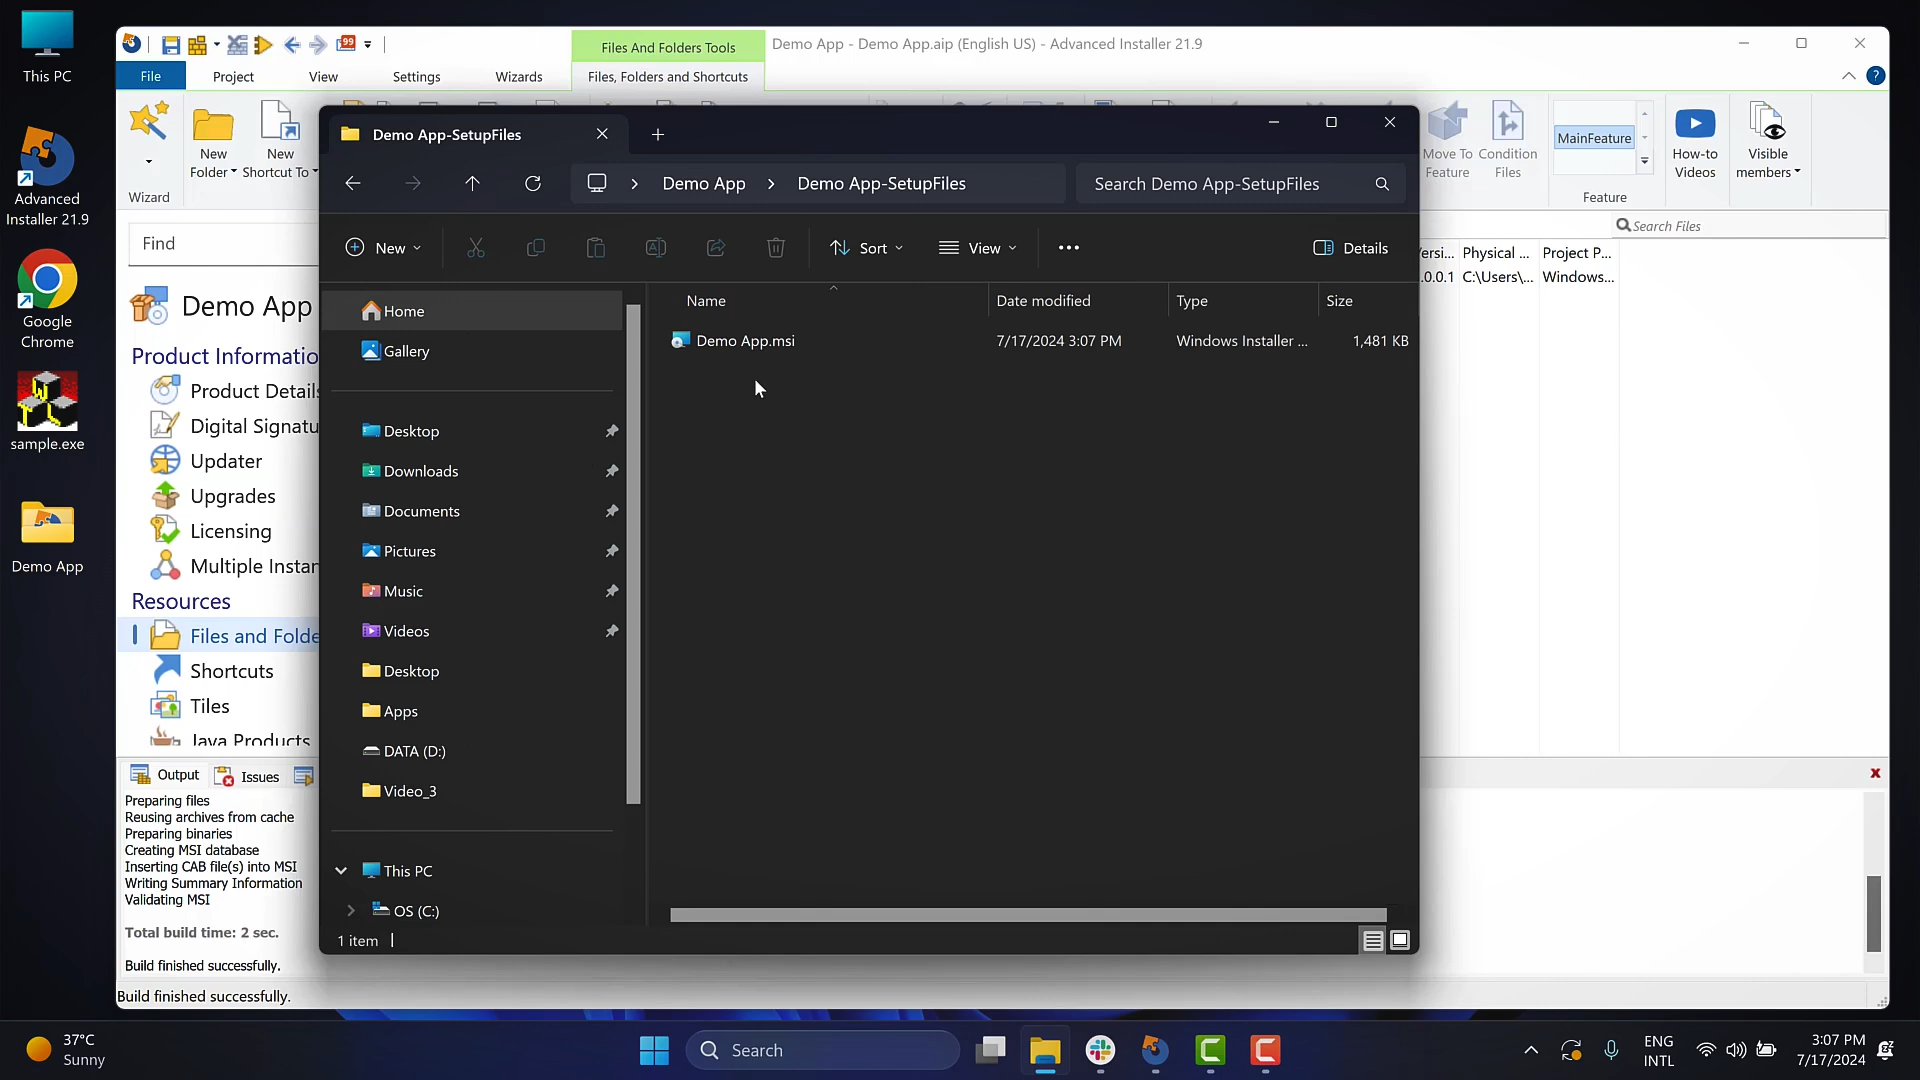 This PC
Advanced
Installer 21.9
Google
Chrome
sample.exe
Demo App
99
Files And Folders Tools
Demo App - Demo App.aip (English US) - Advanced Installer 21.9
File
Project
View
Settings
Wizards
Files, Folders and Shortcuts
?
Wizard
New
Folder
New
Shortcut To
Move To
Feature
Condition
Files
MainFeature
Feature
How-to
Videos
Visible
members
Find
Search Files
Demo App
Product Informatio
Product Details
Digital Signatu
Updater
Upgrades
Licensing
Multiple Instan
Resources
Files and Folde
Shortcuts
Tiles
Java Products
Physical ...
Project P...
.0.0.1
C:\Users\...
Windows...
Demo App-SetupFiles
Demo App
Demo App-SetupFiles
Search Demo App-SetupFiles
New
Sort
View
Details
Home
Gallery
Desktop
Downloads
Documents
Pictures
Music
Videos
Desktop
Apps
DATA (D:)
Video_3
This PC
OS (C:)
Name
Date modified
Type
Size
Demo App.msi
7/17/2024 3:07 PM
Windows Installer ...
1,481 KB
1 item
Output
Issues
Preparing files
Reusing archives from cache
Preparing binaries
Creating MSI database
Inserting CAB file(s) into MSI
Writing Summary Information
Validating MSI
Total build time: 2 sec.
Build finished successfully.
Build finished successfully.
37°C
Sunny
Search
ENG
INTL
3:07 PM
7/17/2024